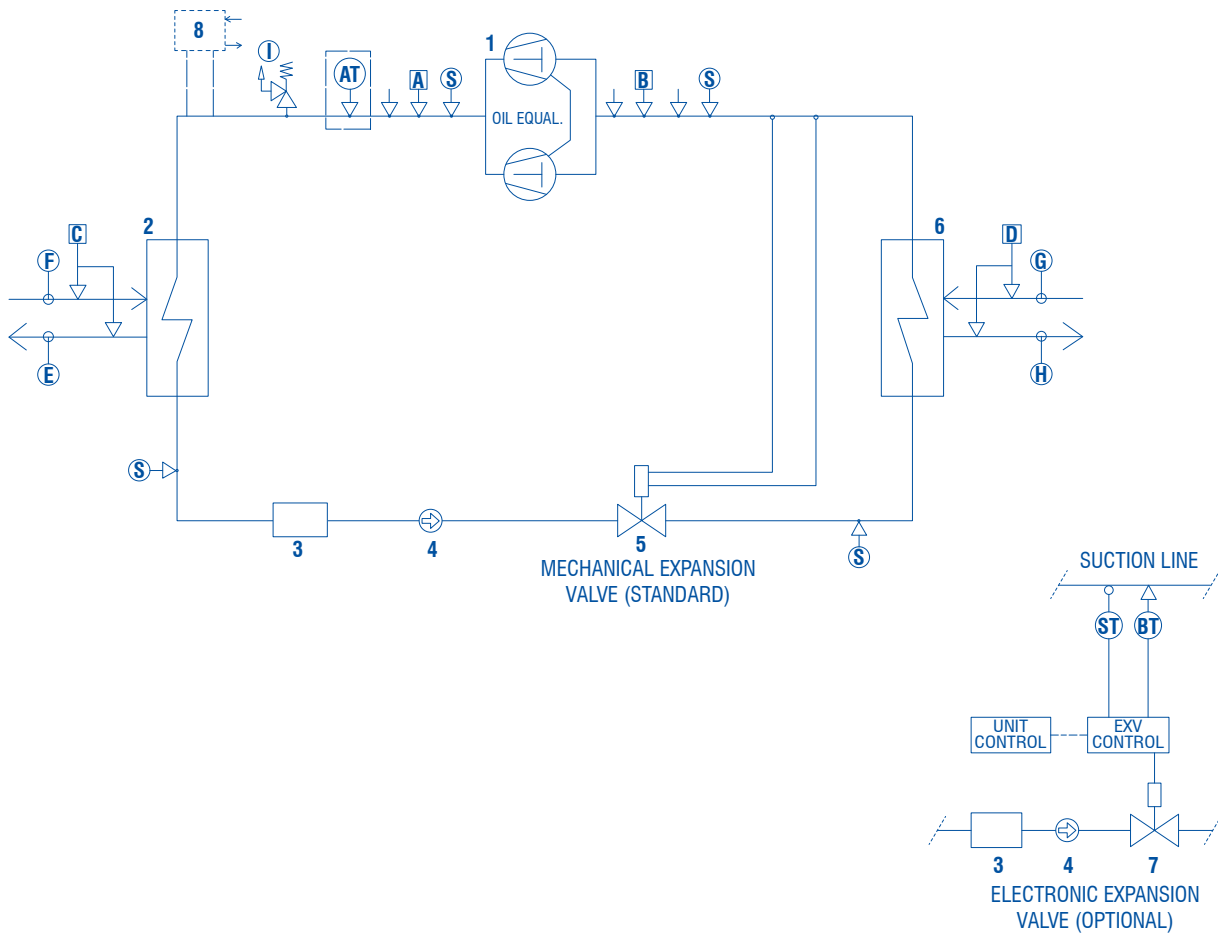 8
I
AT
A
S
1
OIL EQUAL.
B
S
2
C
F
E
6
D
G
H
S
3
4
5
MECHANICAL EXPANSION
VALVE (STANDARD)
S
SUCTION LINE
ST
BT
UNIT
CONTROL
EXV
CONTROL
3
4
7
ELECTRONIC EXPANSION
VALVE (OPTIONAL)